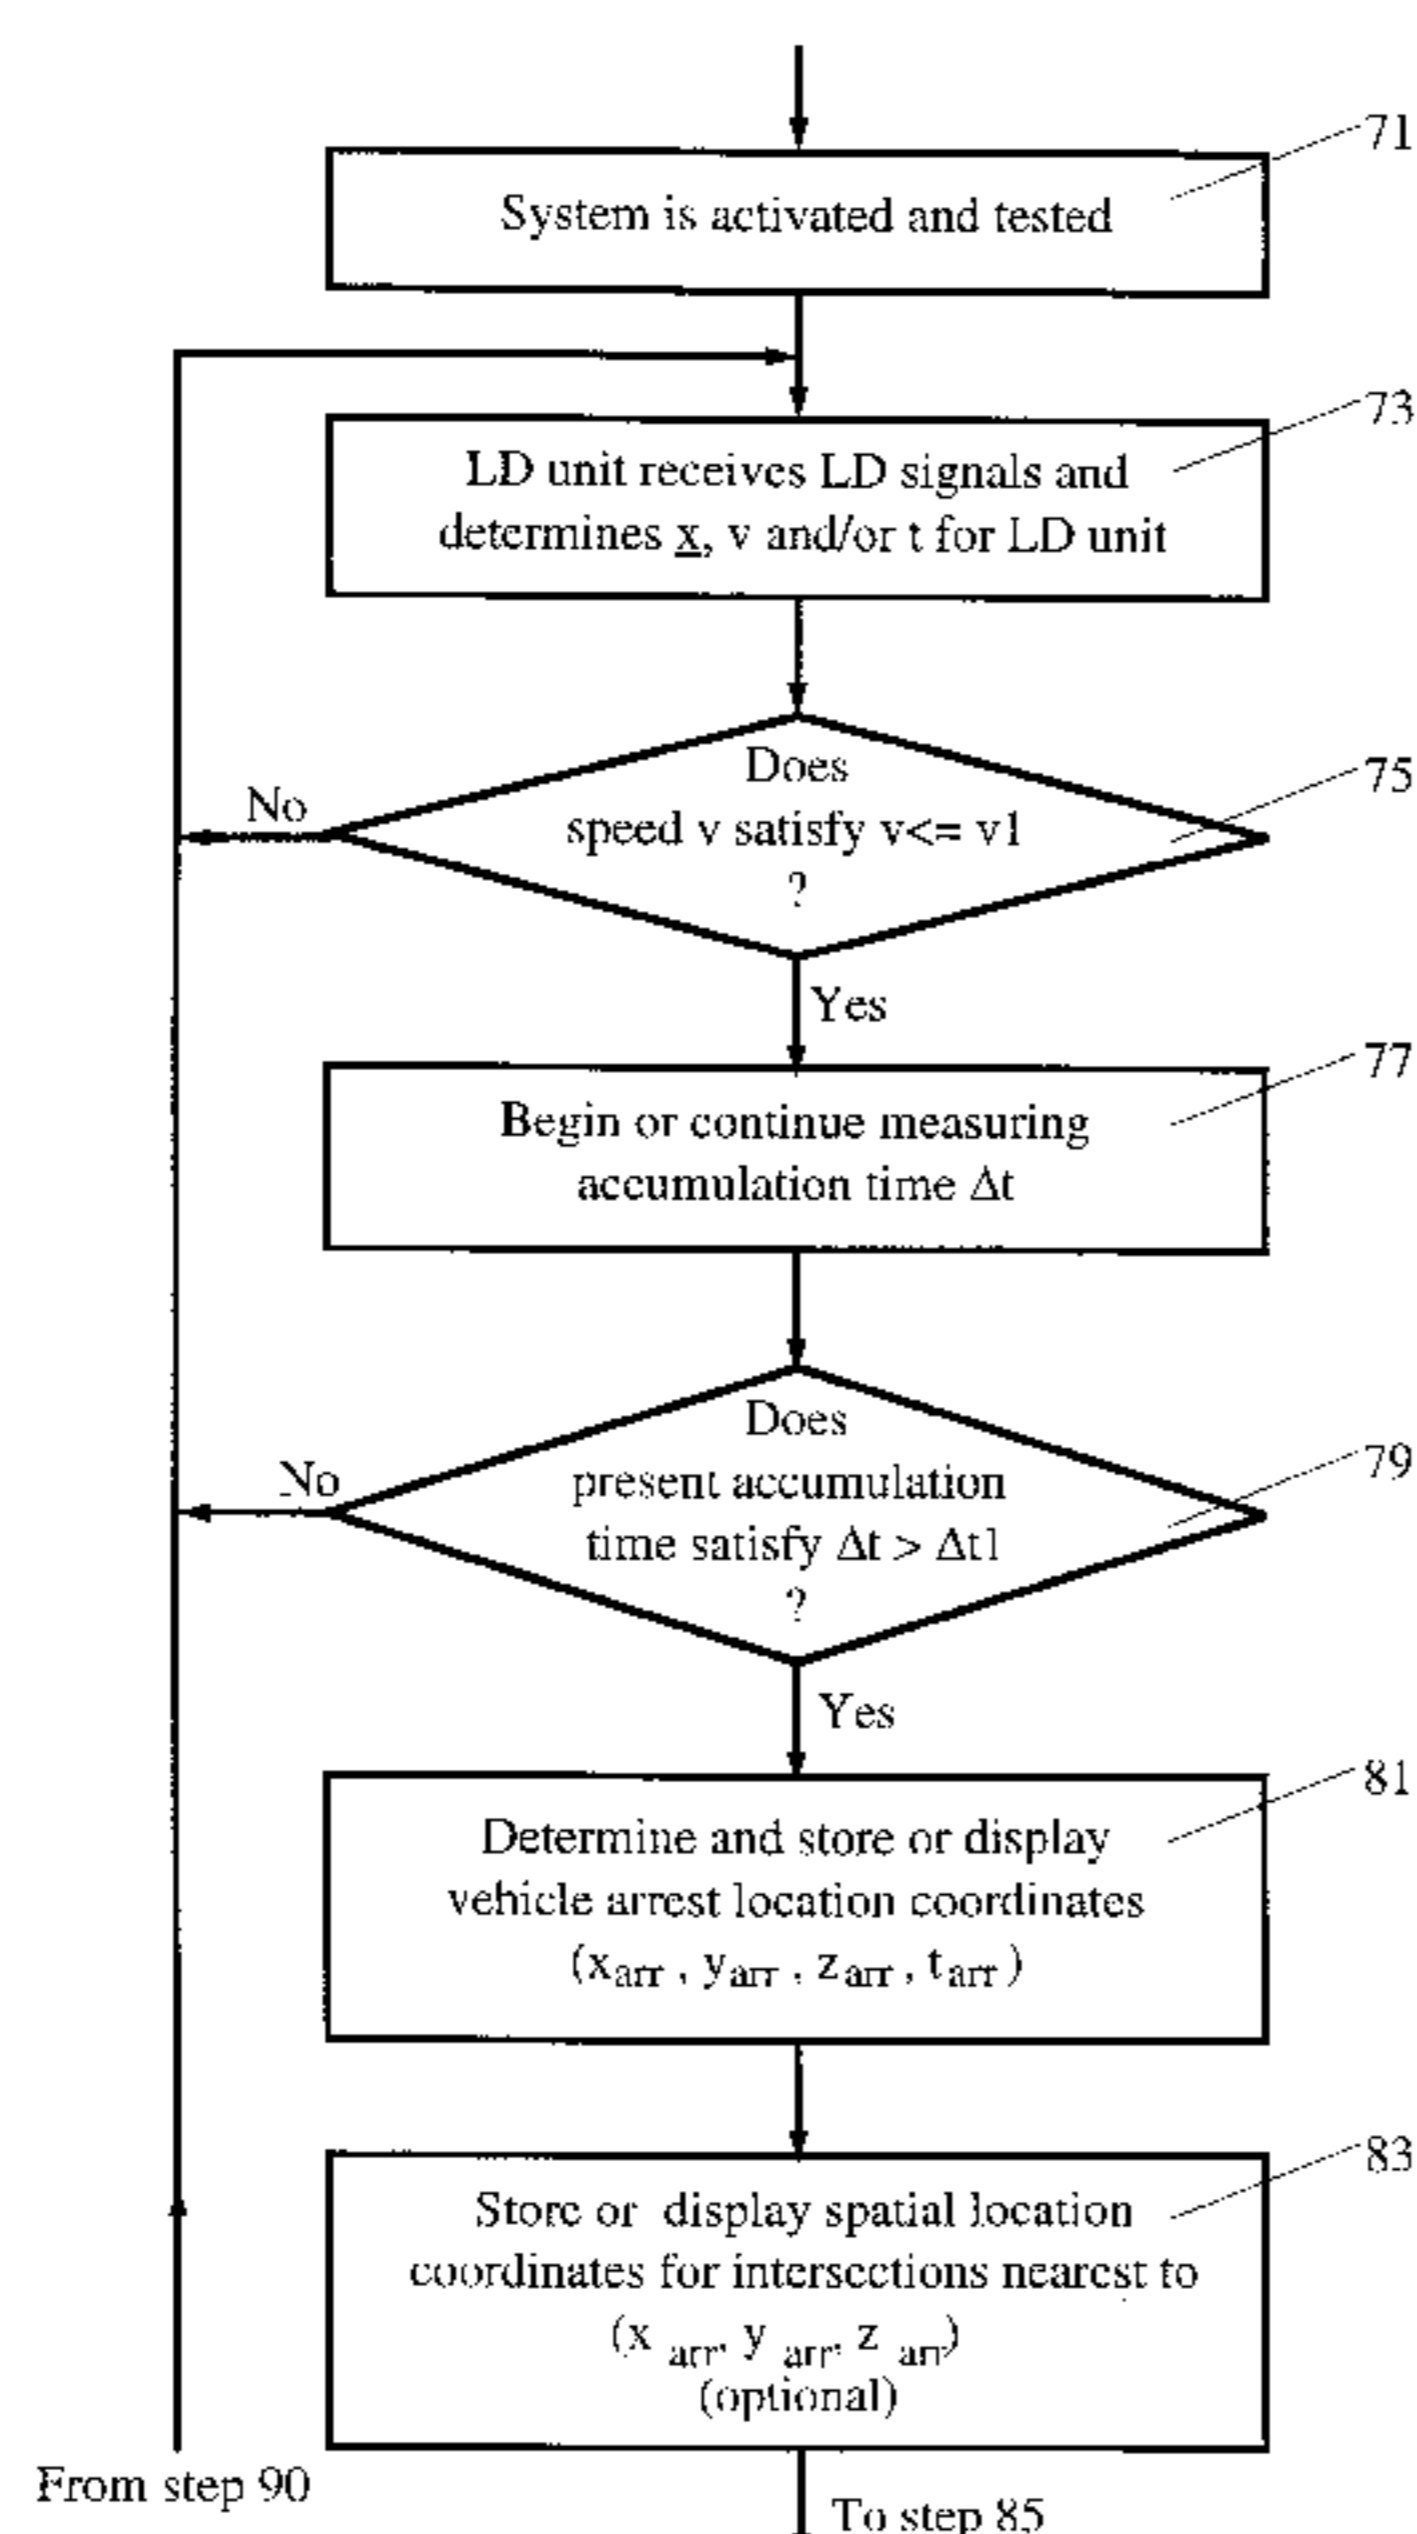 71
System is activated and tested
73
LD unit receives LD signals and
determines x, v and/or t for LD unit
75
Does
speed v satisfy v<= v1
?
No
Yes
77
Begin or continue measuring
accumulation time Δt
79
Does
present accumulation
time satisfy Δt > Δt1
?
No
Yes
81
Determine and store or display
vehicle arrest location coordinates
(xarr , yarr , zarr , tarr )
83
Store or display spatial location
coordinates for intersections nearest to
(x arr, y arr, z arr)
(optional)
From step 90
To step 85